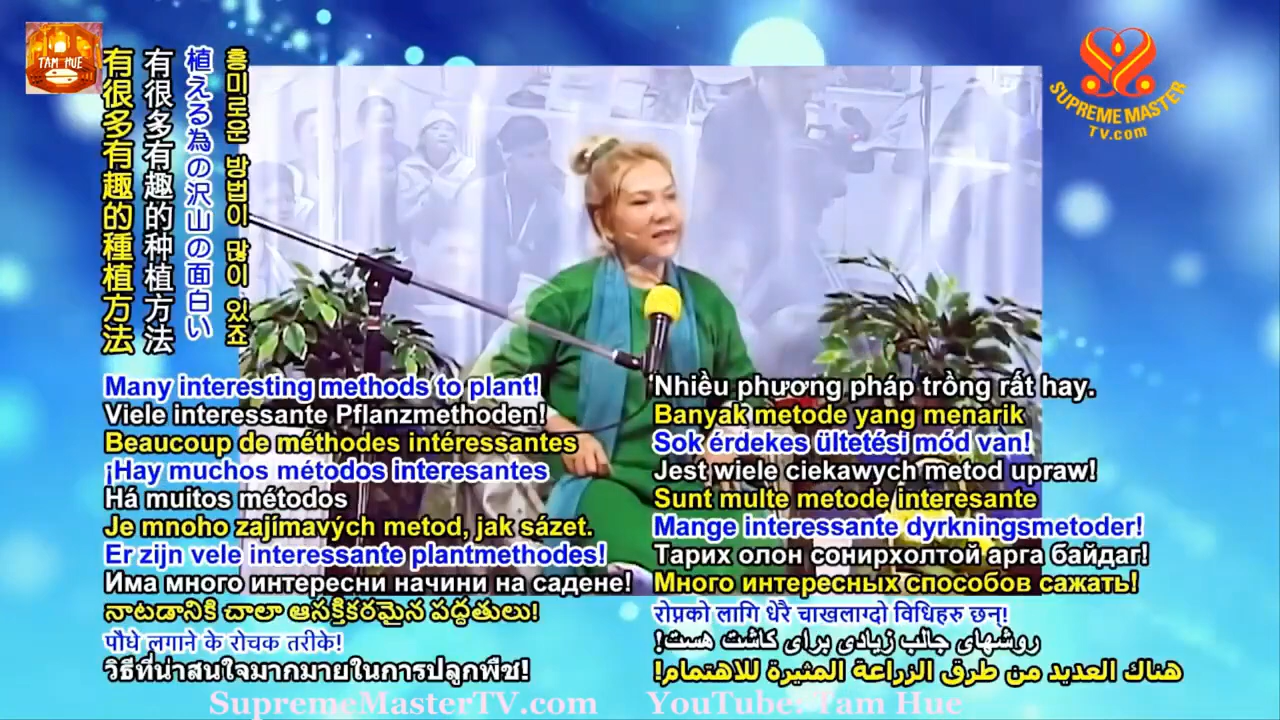 TAM HUE
有很多有趣的種植方法
有很多有趣的种植方法
植える為の沢山の面白い
흥미로운 방법이 많이 있죠
SUPREME MASTER
TV.com
Many interesting methods to plant!
Viele interessante Pflanzmethoden!
Beaucoup de méthodes intéressantes
¡Hay muchos métodos interesantes
Há muitos métodos
Je mnoho zajímavých metod, jak sázet.
Er zijn vele interessante plantmethodes!
Има много интересни начини на садене!
నాటడానికి చాలా ఆసక్తికరమైన పద్ధతులు!
पौधे लगाने के रोचक तरीके!
วิธีที่น่าสนใจมากมายในการปลูกพืช!
Nhiều phương pháp trồng rất hay.
Banyak metode yang menarik
Sok érdekes ültetési mód van!
Jest wiele ciekawych metod upraw!
Sunt multe metode interesante
Mange interessante dyrkningsmetoder!
Тарих олон сонирхолтой арга байдаг!
Много интересных способов сажать!
रोप्नको लागि धेरै चाखलाग्दो विधिहरु छन्!
روشهای جالب زیادی برای کاشت هست!
هناك العديد من طرق الزراعة المثيرة للاهتمام!
SupremeMasterTV.com
YouTube: Tam Hue